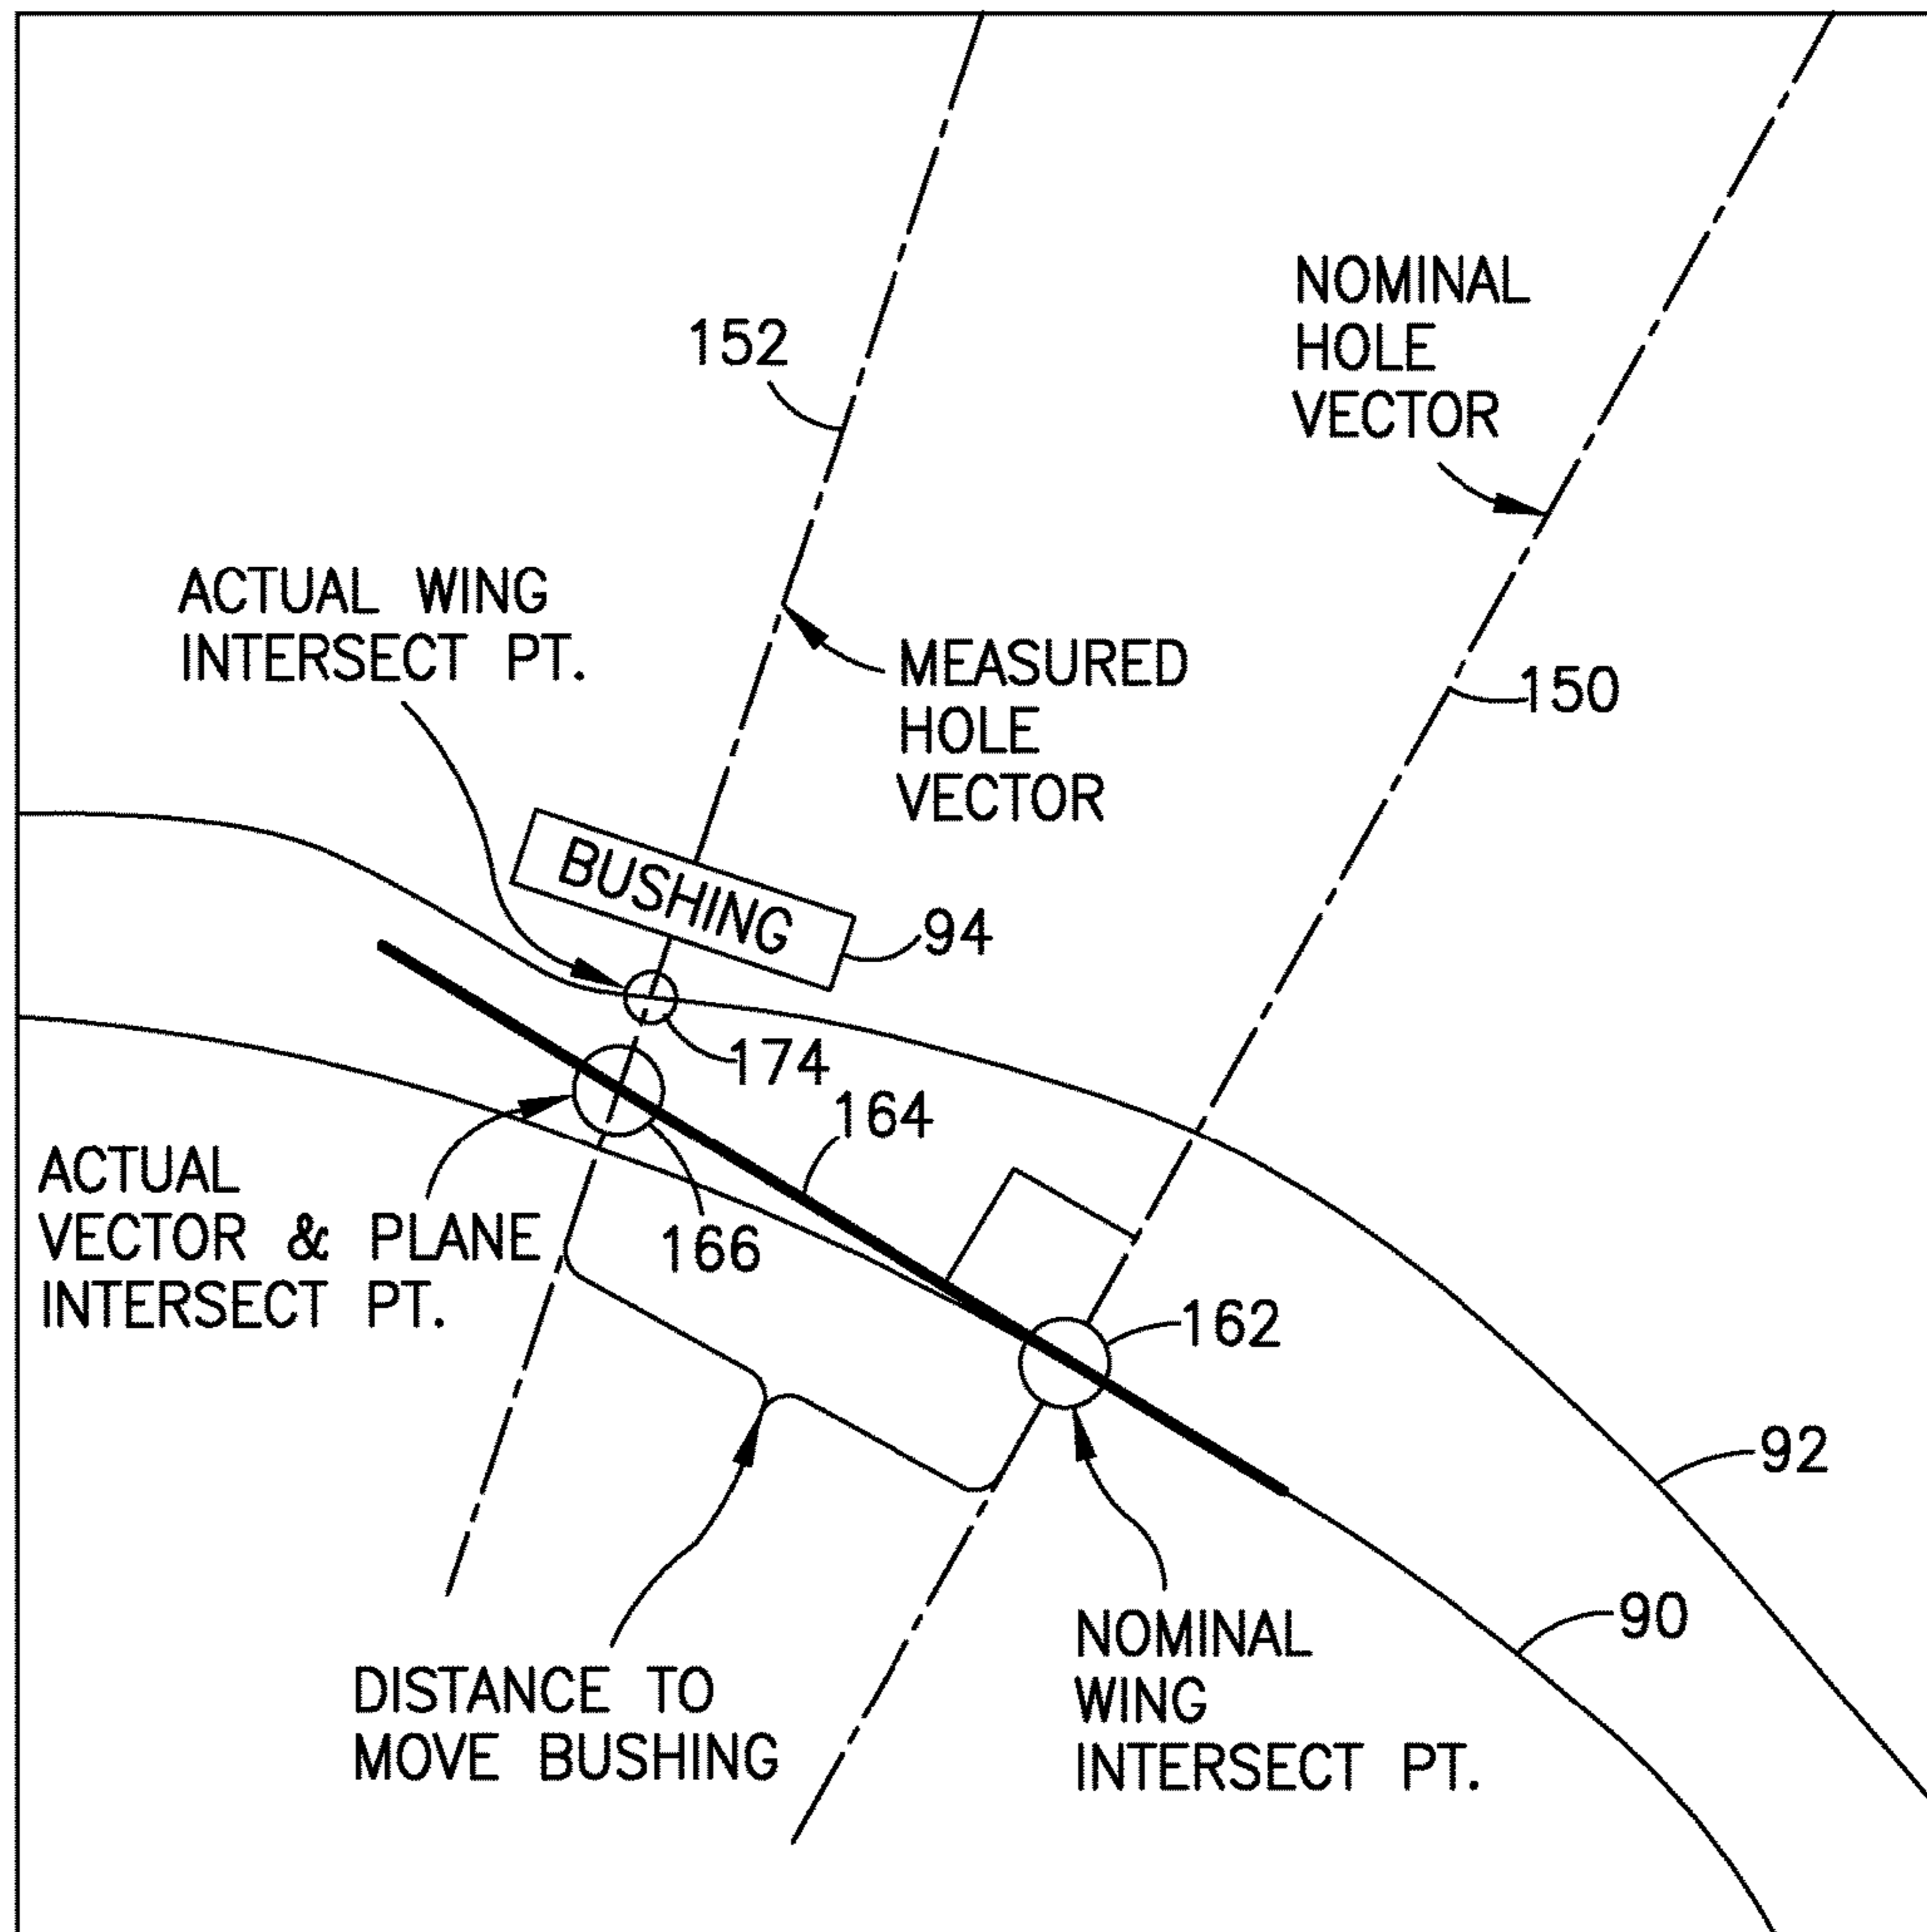 NOMINAL
HOLE
VECTOR
152
ACTUAL WING
INTERSECT PT.
MEASURED
HOLE
VECTOR
150
BUSHING
94
174
164
ACTUAL
VECTOR & PLANE
INTERSECT PT.
166
162
92
90
NOMINAL
WING
INTERSECT PT.
DISTANCE TO
MOVE BUSHING